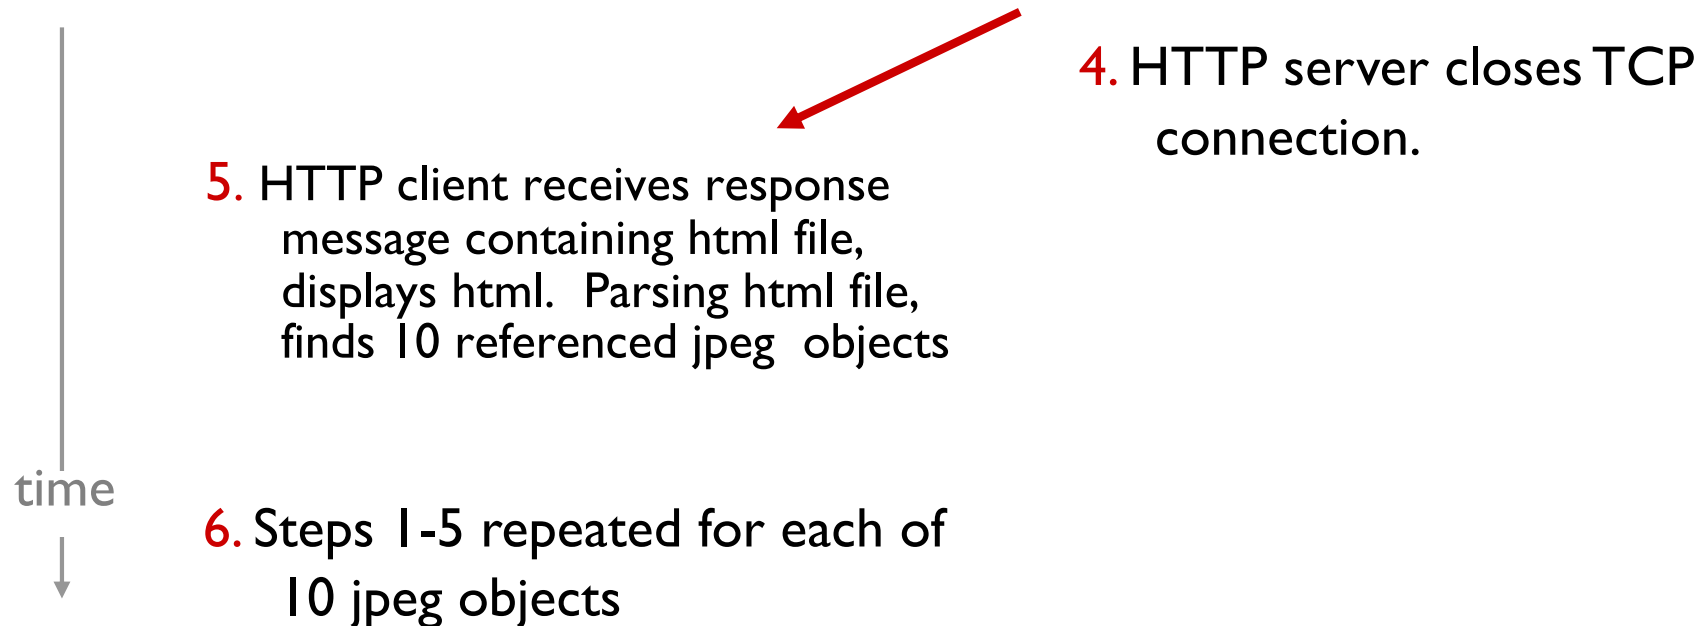 4. HTTP server closes TCP
connection.
5. HTTP client receives response
message containing html file,
displays html.  Parsing html file,
finds 10 referenced jpeg  objects
time
6. Steps 1-5 repeated for each of
10 jpeg objects